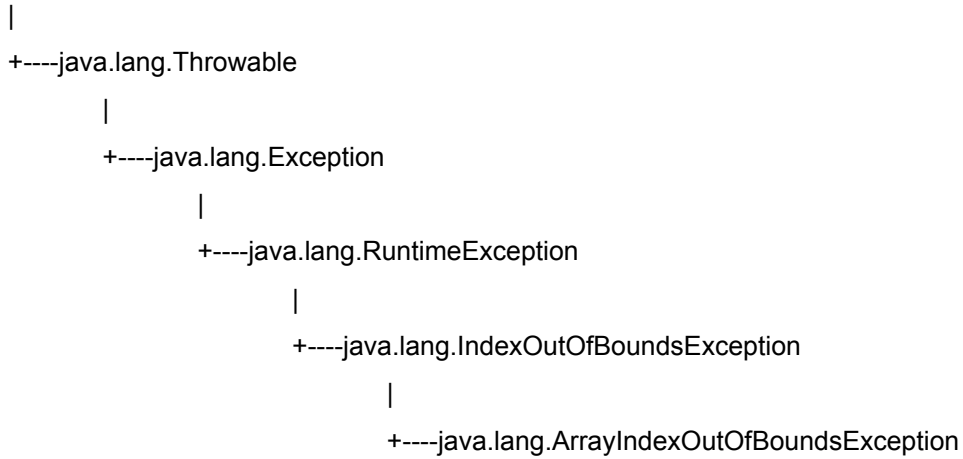 |
+----java.lang.Throwable
|
+----java.lang.Exception
|
+----java.lang.RuntimeException
|
+----java.lang.IndexOutOfBoundsException
|
+----java.lang.ArrayIndexOutOfBoundsException